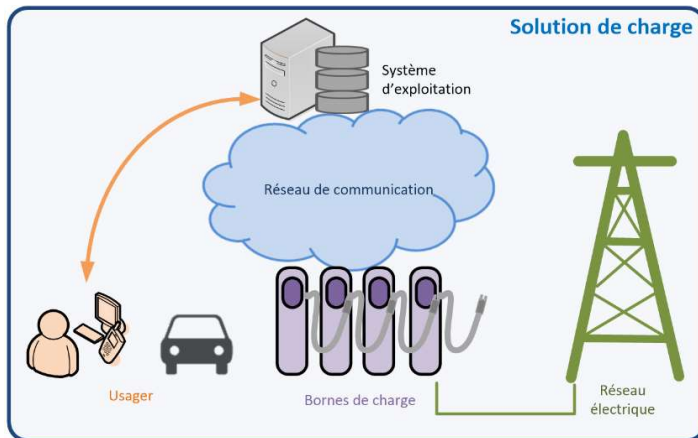 Solution de charge
Système
d'exploitation
Réseau de communication
Usager
Bornes de charge
Réseau
électrique